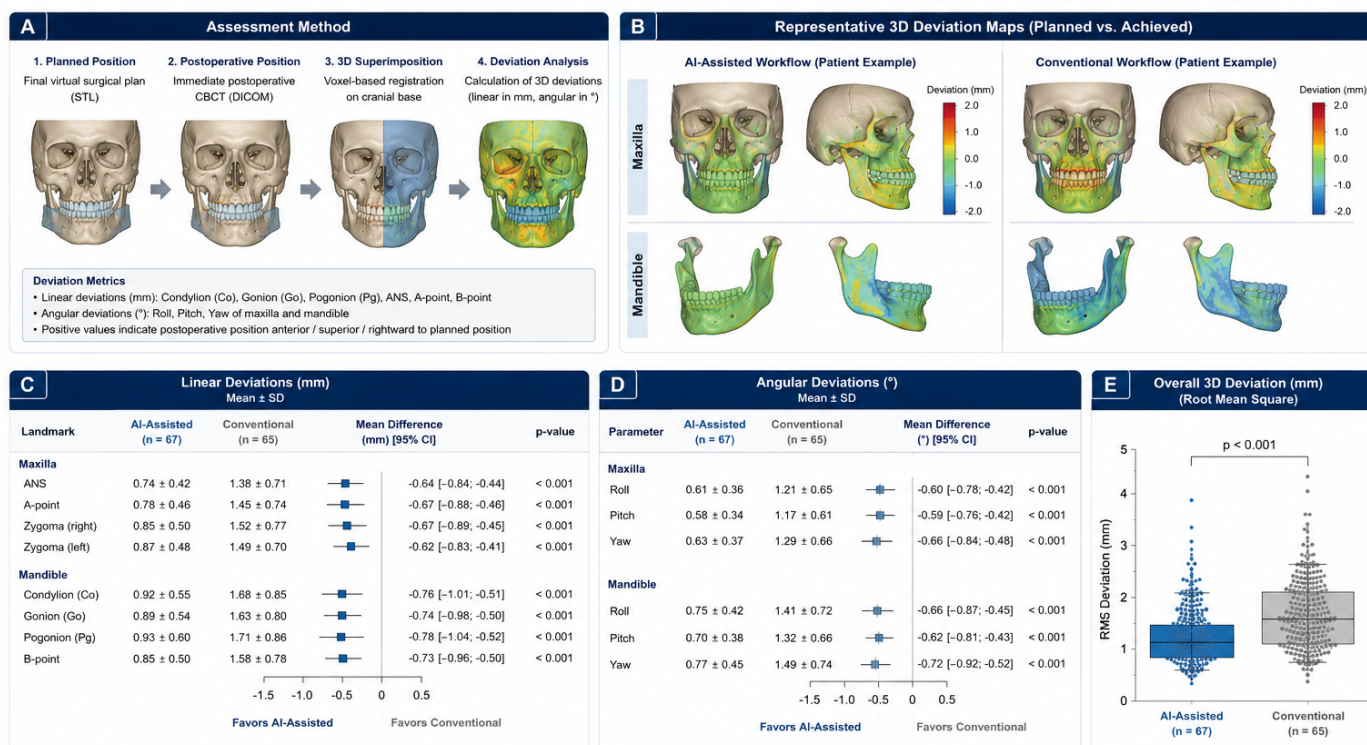 A
Assessment Method
1. Planned Position
Final virtual surgical plan
(STL)
2. Postoperative Position
Immediate postoperative
CBCT (DICOM)
3. 3D Superimposition
Voxel-based registration
on cranial base
4. Deviation Analysis
Calculation of 3D deviations
(linear in mm, angular in °)
Deviation Metrics
• Linear deviations (mm): Condylion (Co), Gonion (Go), Pogonion (Pg), ANS, A-point, B-point
• Angular deviations (°): Roll, Pitch, Yaw of maxilla and mandible
• Positive values indicate postoperative position anterior / superior / rightward to planned position
B
Representative 3D Deviation Maps (Planned vs. Achieved)
AI-Assisted Workflow (Patient Example)
Conventional Workflow (Patient Example)
Maxilla
Deviation (mm)
2.0
1.0
0.0
-1.0
-2.0
Deviation (mm)
2.0
1.0
0.0
-1.0
-2.0
Mandible
C
Linear Deviations (mm)
Mean ± SD
Landmark AI-Assisted (n = 67) Conventional (n = 65) Mean Difference (mm) [95% CI] p-value
Maxilla
ANS 0.74 ± 0.42 1.38 ± 0.71 -0.64 [−0.84; -0.44] < 0.001
A-point 0.78 ± 0.46 1.45 ± 0.74 -0.67 [−0.88; -0.46] < 0.001
Zygoma (right) 0.85 ± 0.50 1.52 ± 0.77 -0.67 [−0.89; -0.45] < 0.001
Zygoma (left) 0.87 ± 0.48 1.49 ± 0.70 -0.62 [−0.83; -0.41] < 0.001
Mandible
Condylion (Co) 0.92 ± 0.55 1.68 ± 0.85 -0.76 [−1.01; -0.51] < 0.001
Gonion (Go) 0.89 ± 0.54 1.63 ± 0.80 -0.74 [−0.98; -0.50] < 0.001
Pogonion (Pg) 0.93 ± 0.60 1.71 ± 0.86 -0.78 [−1.04; -0.52] < 0.001
B-point 0.85 ± 0.50 1.58 ± 0.78 -0.73 [−0.96; -0.50] < 0.001
-1.5 -1.0 -0.5 0 0.5
Favors AI-Assisted Favors Conventional
D
Angular Deviations (°)
Mean ± SD
Parameter AI-Assisted (n = 67) Conventional (n = 65) Mean Difference (°) [95% CI] p-value
Maxilla
Roll 0.61 ± 0.36 1.21 ± 0.65 -0.60 [−0.78; -0.42] < 0.001
Pitch 0.58 ± 0.34 1.17 ± 0.61 -0.59 [−0.76; -0.42] < 0.001
Yaw 0.63 ± 0.37 1.29 ± 0.66 -0.66 [−0.84; -0.48] < 0.001
Mandible
Roll 0.75 ± 0.42 1.41 ± 0.72 -0.66 [−0.87; -0.45] < 0.001
Pitch 0.70 ± 0.38 1.32 ± 0.66 -0.62 [−0.81; -0.43] < 0.001
Yaw 0.77 ± 0.45 1.49 ± 0.74 -0.72 [−0.92; -0.52] < 0.001
-1.5 -1.0 -0.5 0 0.5
Favors AI-Assisted Favors Conventional
E
Overall 3D Deviation (mm)
(Root Mean Square)
p < 0.001
RMS Deviation (mm)
5
4
3
2
1
0
AI-Assisted
(n = 67)
Conventional
(n = 65)